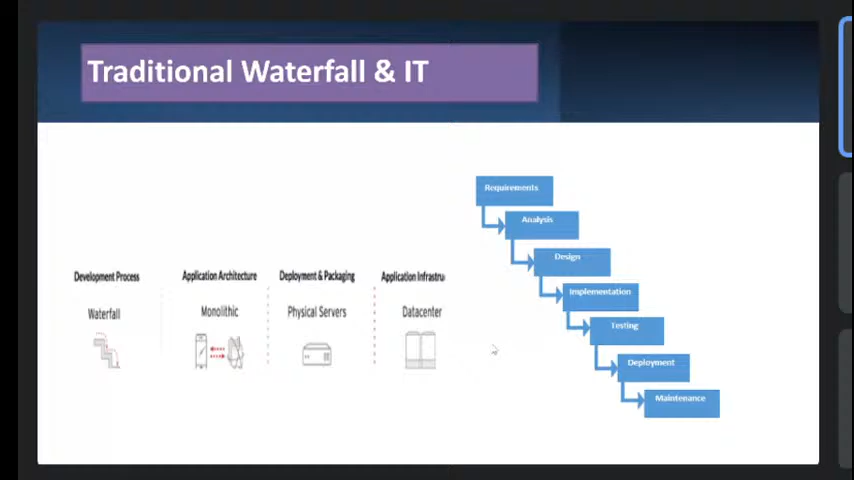 Traditional Waterfall & IT
Development Process
Application Architecture
Deployment & Packaging
Application Infrastru
Waterfall
Monolithic
Physical Servers
Datacenter
Requirements
Analysis
Design
Implementation
Testing
Deployment
Maintenance